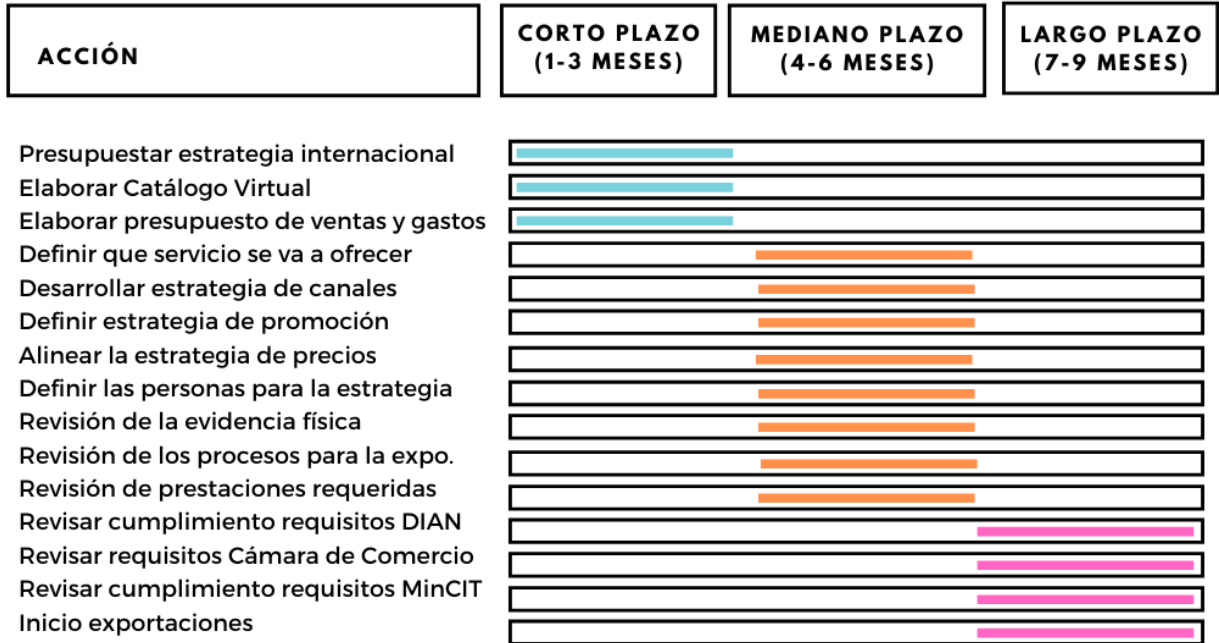 ACCIÓN
CORTO PLAZO
(1-3 MESES)
MEDIANO PLAZO
(4-6 MESES)
LARGO PLAZO
(7-9 MESES)
Presupuestar estrategia internacional
Elaborar Catálogo Virtual
Elaborar presupuesto de ventas y gastos
Definir que servicio se va a ofrecer
Desarrollar estrategia de canales
Definir estrategia de promoción
Alinear la estrategia de precios
Definir las personas para la estrategia
Revisión de la evidencia física
Revisión de los procesos para la expo.
Revisión de prestaciones requeridas
Revisar cumplimiento requisitos DIAN
Revisar requisitos Cámara de Comercio
Revisar cumplimiento requisitos MinCIT
Inicio exportaciones